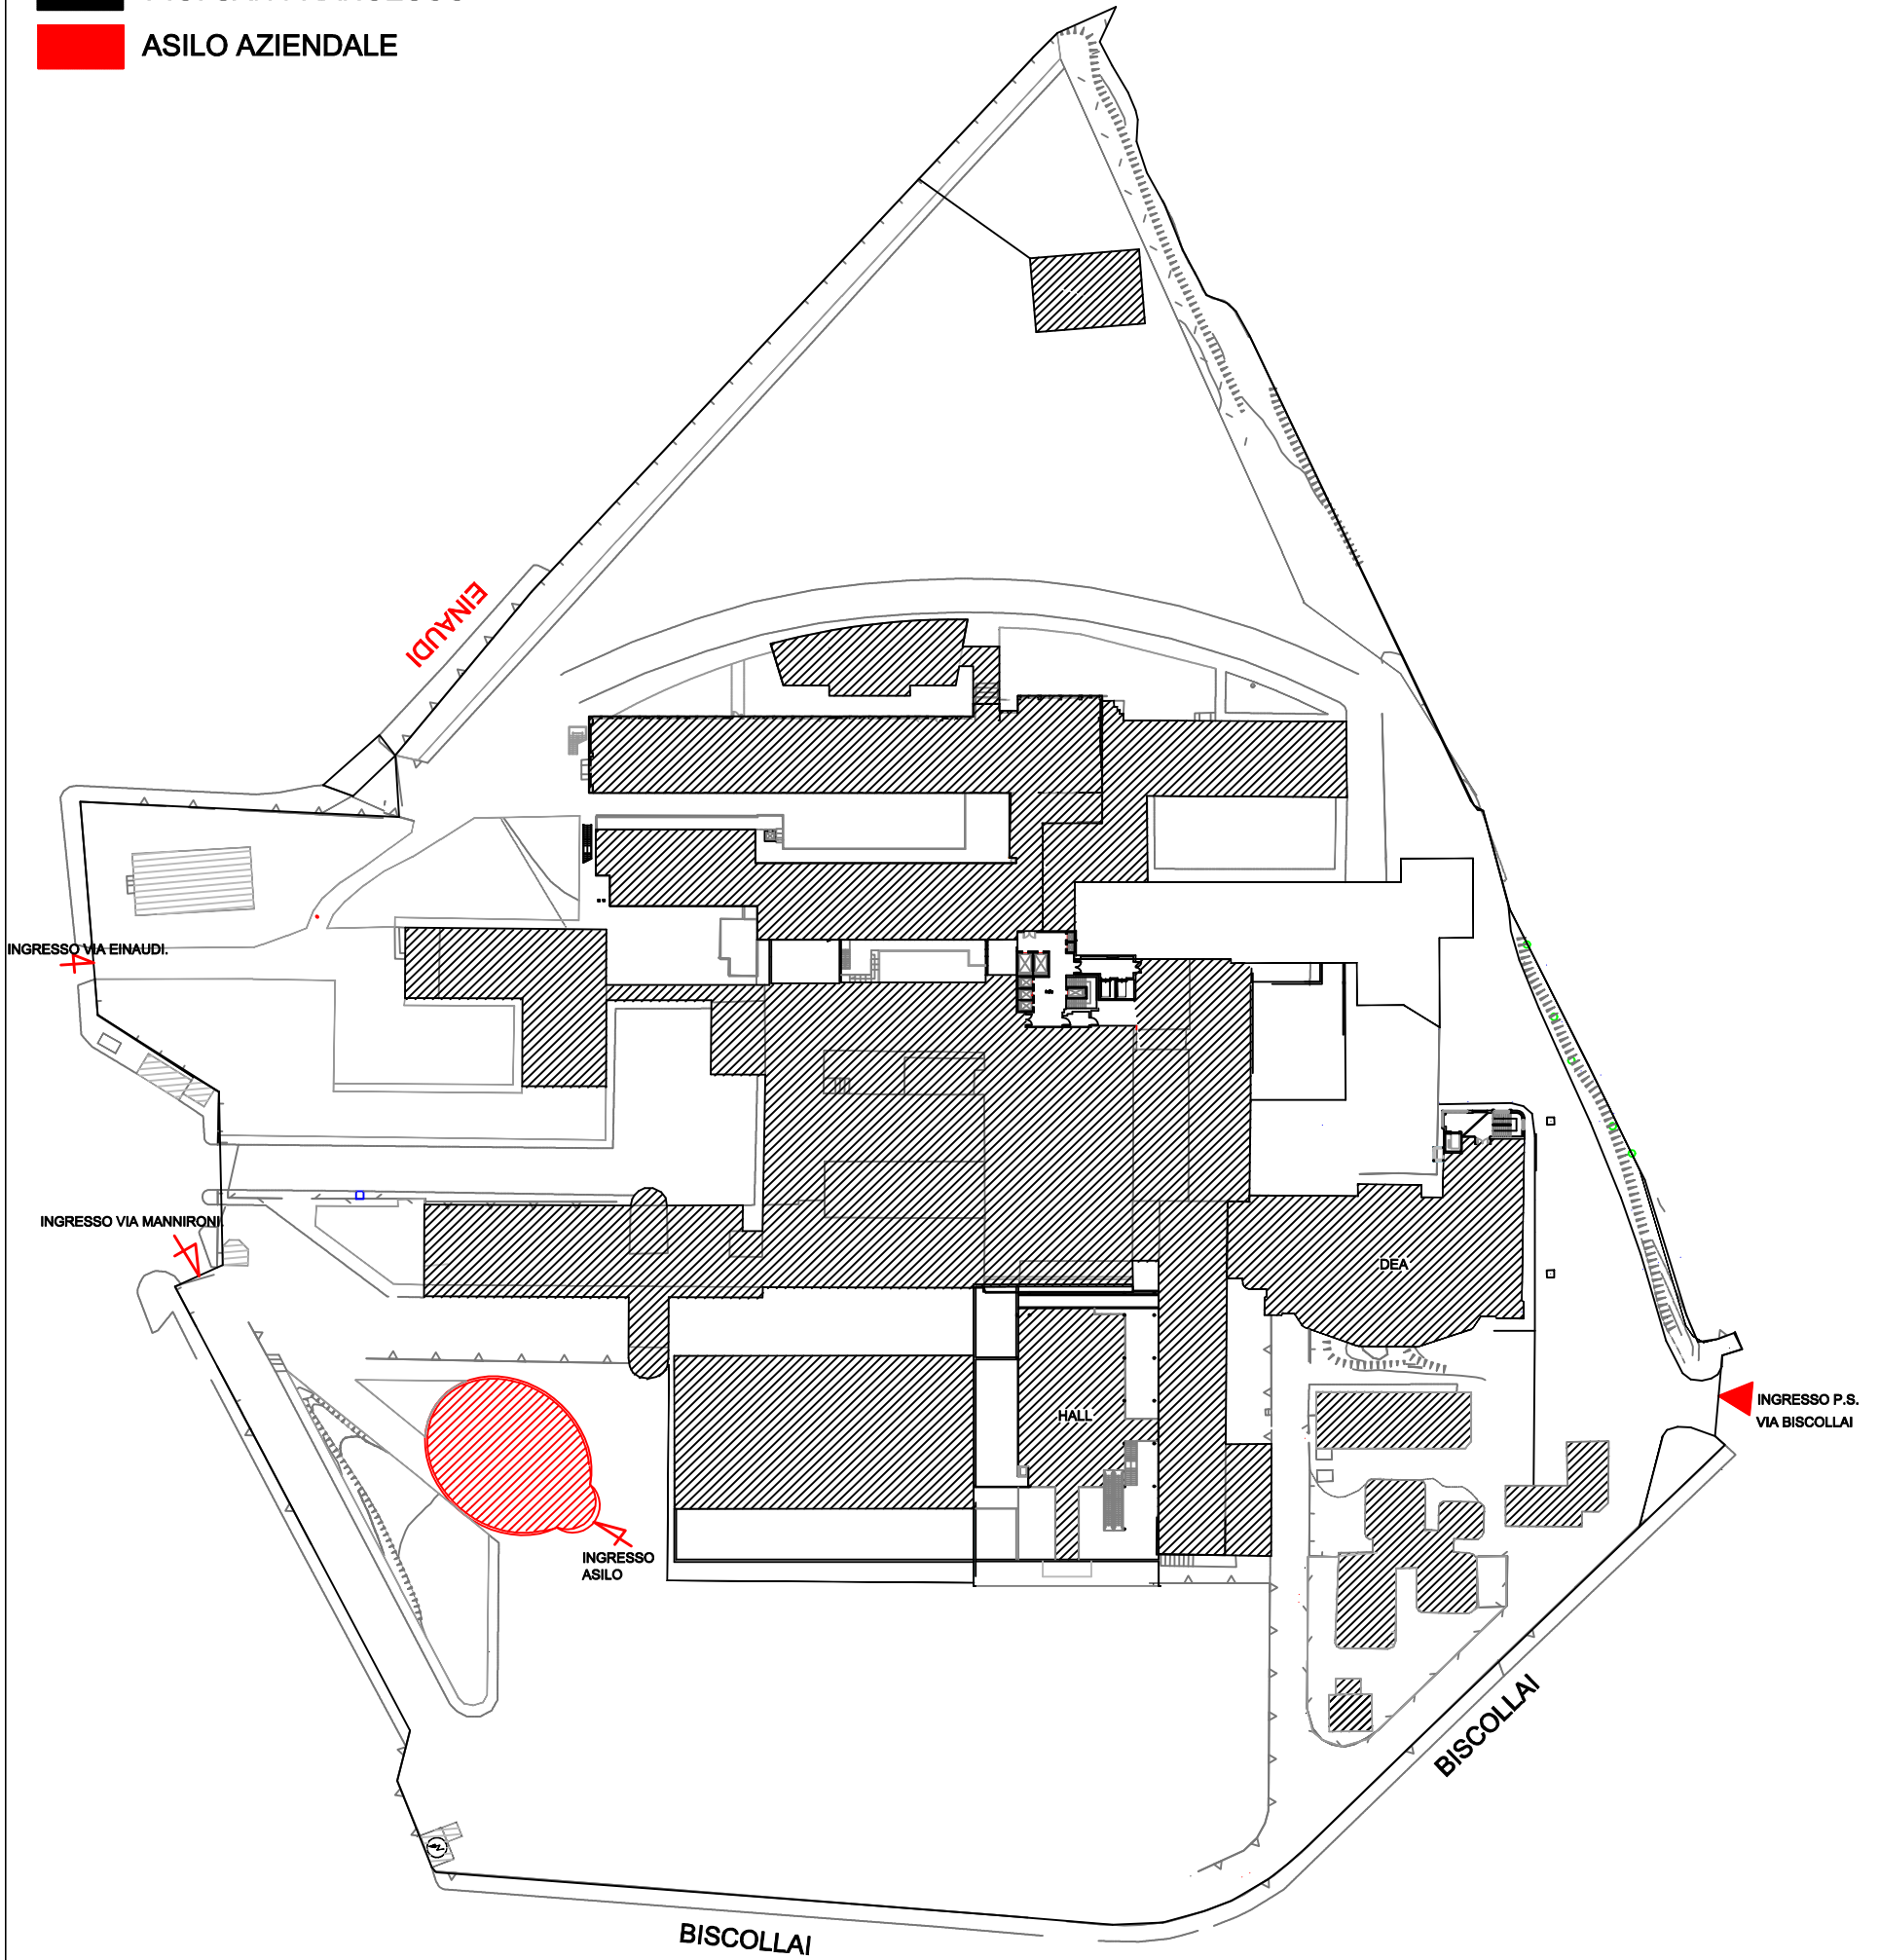 ASILO AZIENDALE
EINAUDI
INGRESSO VIA EINAUDI.
INGRESSO VIA MANNIRONI.
DEA
INGRESSO P.S.
VIA BISCOLLAI
HALL
INGRESSO
ASILO
BISCOLLAI
BISCOLLAI